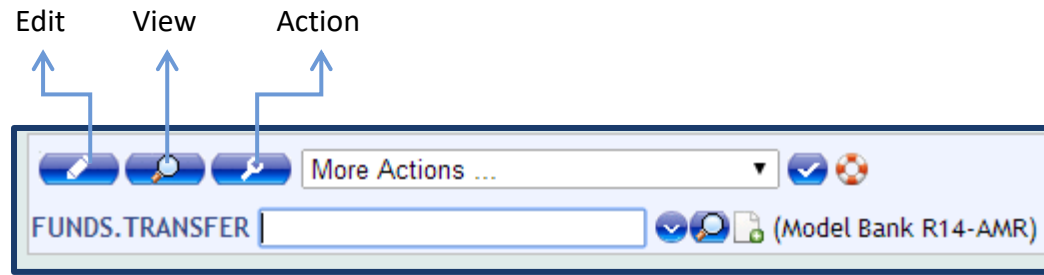 Edit View Action
More Actions ...
FUNDS.TRANSFER (Model Bank R14-AMR)